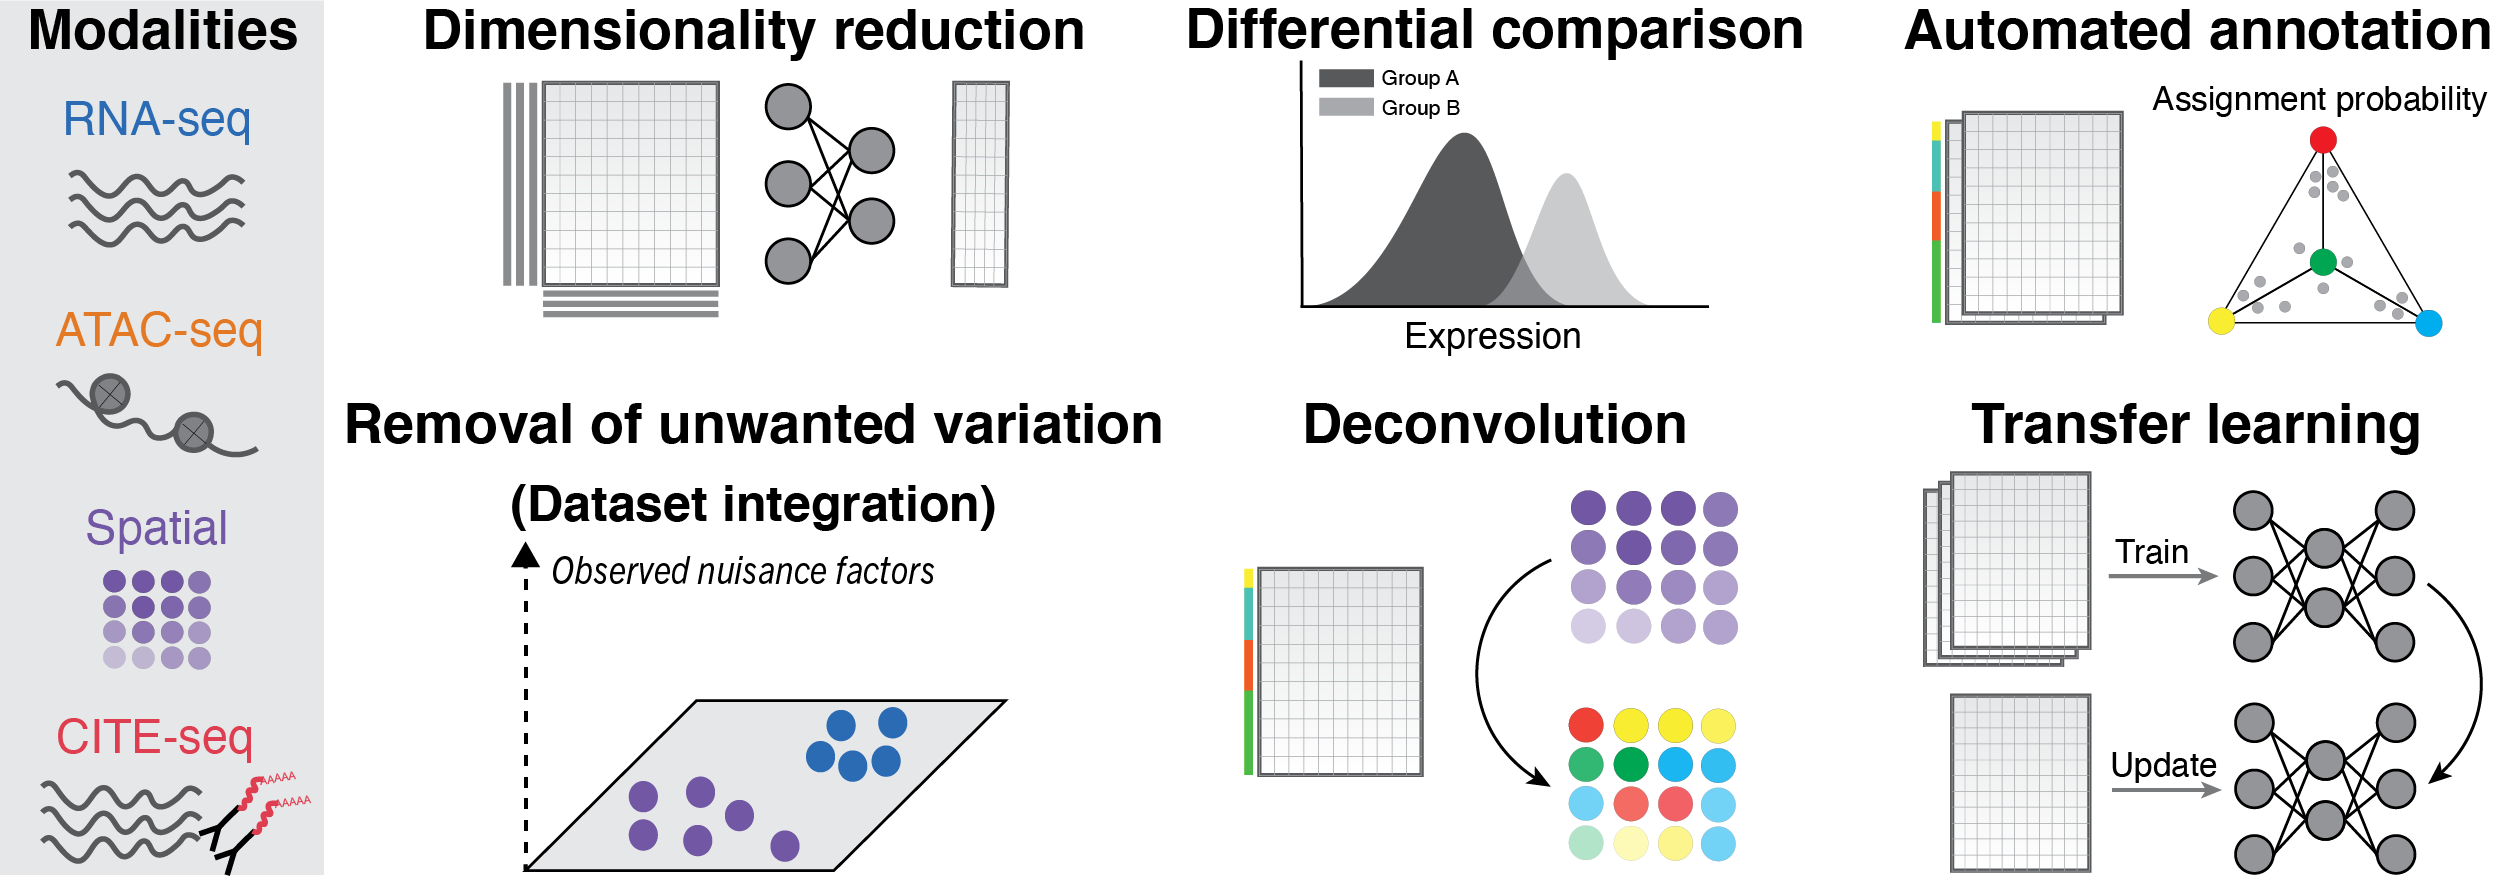 Modalities
RNA-seq
ATAC-seq
Spatial
CITE-seq
AAAAA
AAAAA
Dimensionality reduction
Differential comparison
Group A
Group B
Expression
Automated annotation
Assignment probability
Removal of unwanted variation
(Dataset integration)
Observed nuisance factors
Deconvolution
Transfer learning
Train
Update